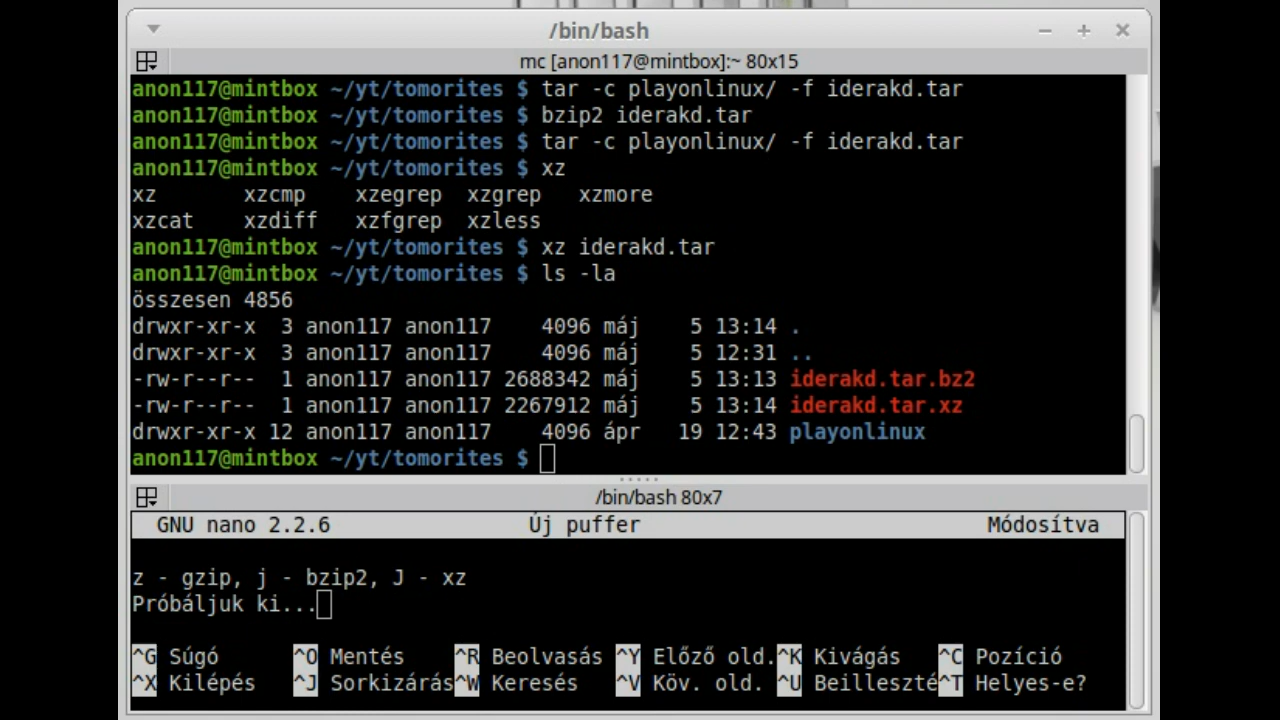 /bin/bash
mc [anon117@mintbox]:~ 80x15
anon117@mintbox ~/yt/tomorites $ tar -c playonlinux/ -f iderakd.tar
anon117@mintbox ~/yt/tomorites $ bzip2 iderakd.tar
anon117@mintbox ~/yt/tomorites $ tar -c playonlinux/ -f iderakd.tar
anon117@mintbox ~/yt/tomorites $ xz
xz       xzcmp    xzegrep  xzgrep   xzmore
xzcat    xzdiff   xzfgrep  xzless
anon117@mintbox ~/yt/tomorites $ xz iderakd.tar
anon117@mintbox ~/yt/tomorites $ ls -la
összesen 4856
drwxr-xr-x  3 anon117 anon117    4096 máj    5 13:14 .
drwxr-xr-x  3 anon117 anon117    4096 máj    5 12:31 ..
-rw-r--r--  1 anon117 anon117 2688342 máj    5 13:13 iderakd.tar.bz2
-rw-r--r--  1 anon117 anon117 2267912 máj    5 13:14 iderakd.tar.xz
drwxr-xr-x 12 anon117 anon117    4096 ápr   19 12:43 playonlinux
anon117@mintbox ~/yt/tomorites $
/bin/bash 80x7
GNU nano 2.2.6 Új puffer Módosítva
z - gzip, j - bzip2, J - xz
Próbáljuk ki...
^G Súgó ^O Mentés ^R Beolvasás ^Y Előző old. ^K Kivágás ^C Pozíció
^X Kilépés ^J Sorkizárás ^W Keresés ^V Köv. old. ^U Beilleszté ^T Helyes-e?